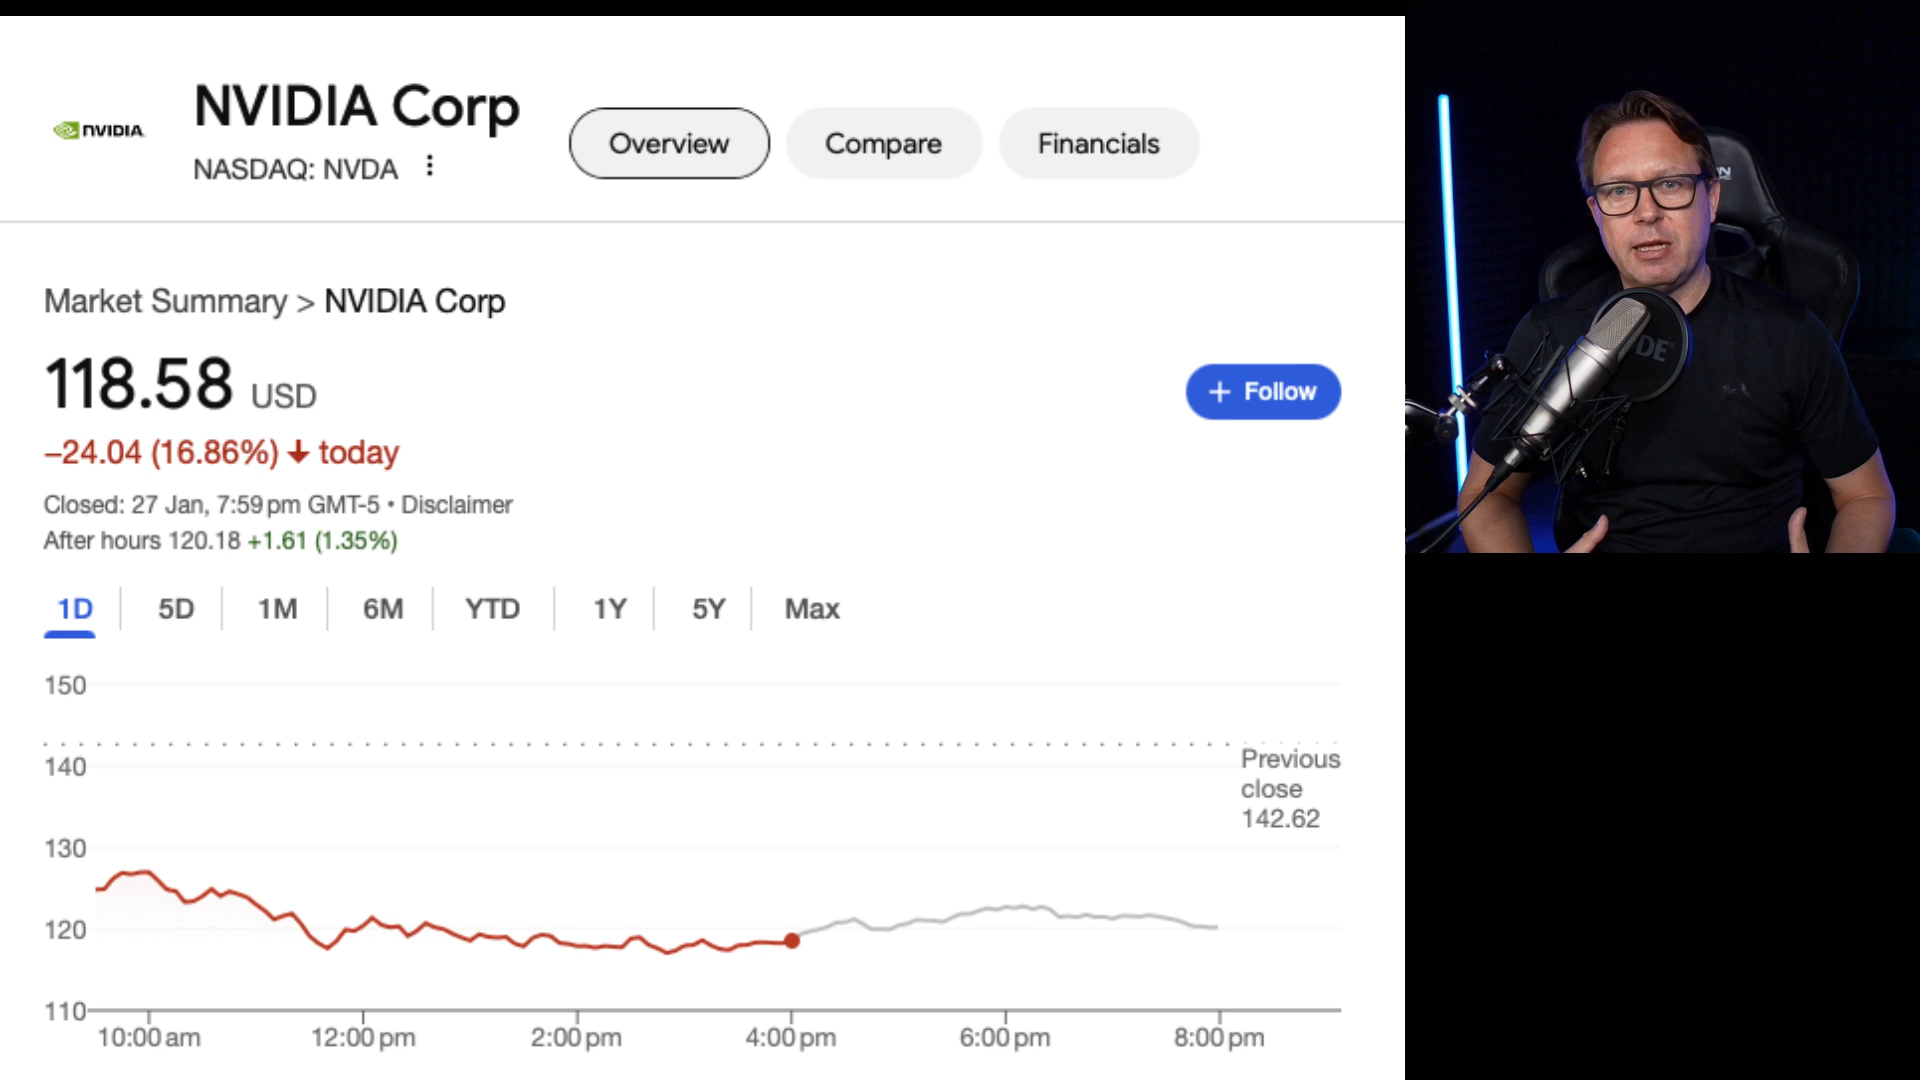 NVIDIA
NVIDIA Corp
NASDAQ: NVDA
Overview
Compare
Financials
Market Summary > NVIDIA Corp
118.58 USD
+ Follow
−24.04 (16.86%) ↓ today
Closed: 27 Jan, 7:59 pm GMT-5 • Disclaimer
After hours 120.18 +1.61 (1.35%)
1D 5D 1M 6M YTD 1Y 5Y Max
150
140
130
120
110
Previous
close
142.62
10:00 am 12:00 pm 2:00 pm 4:00 pm 6:00 pm 8:00 pm
DE